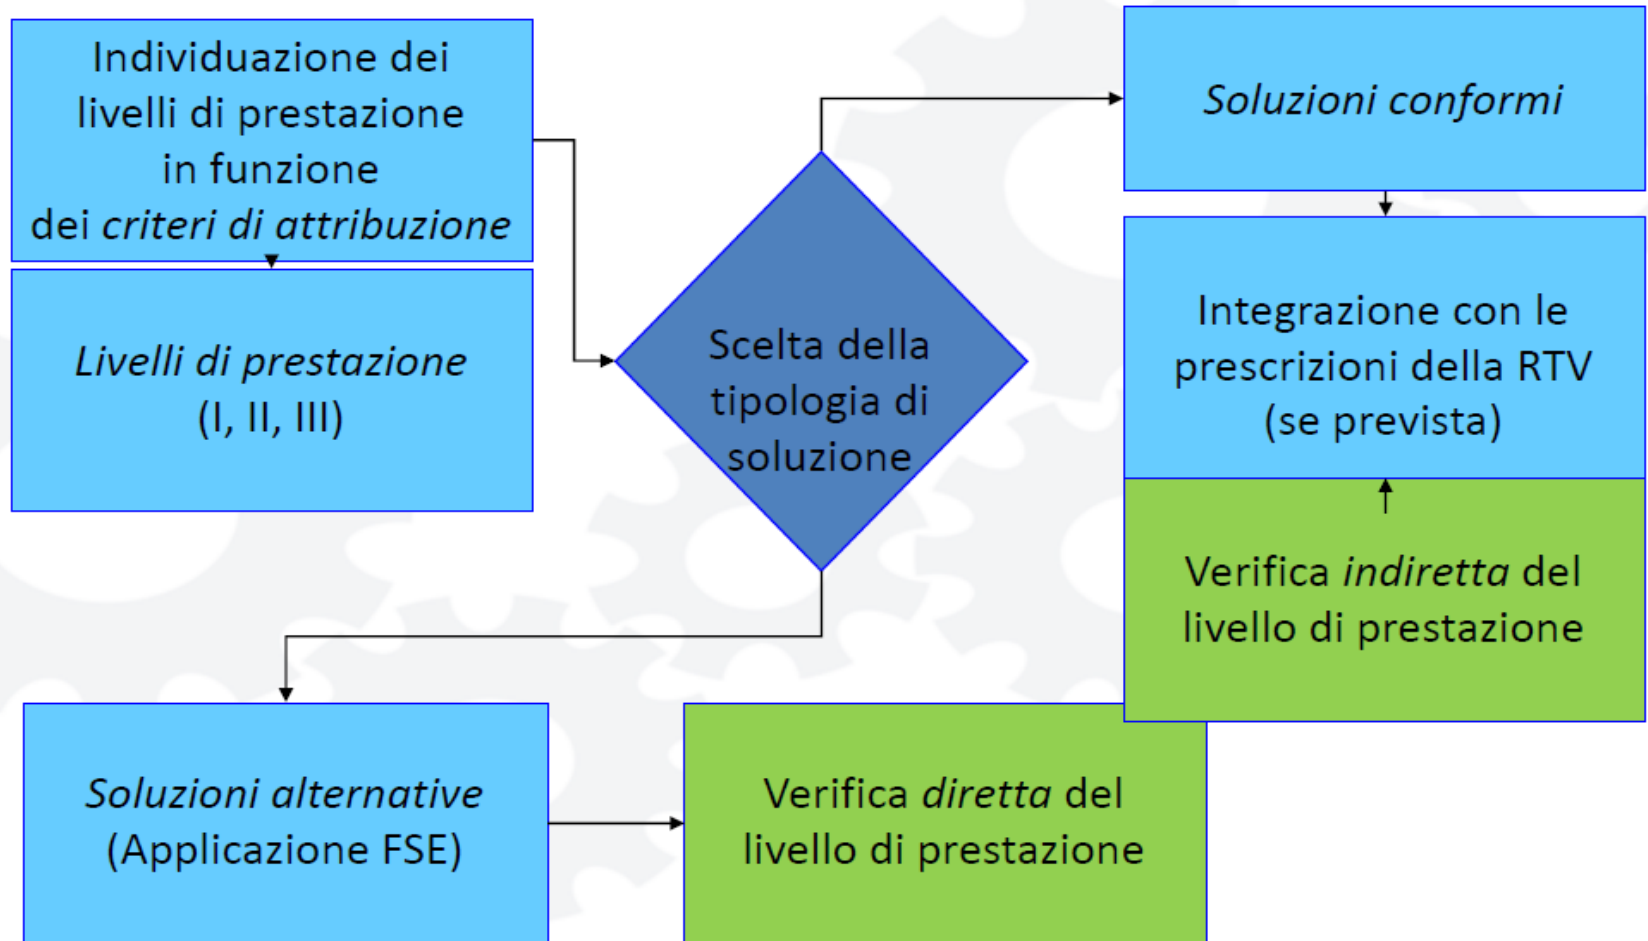 Individuazione dei
livelli di prestazione
in funzione
dei criteri di attribuzione
Livelli di prestazione
(I, II, III)
Scelta della
tipologia di
soluzione
Soluzioni conformi
Integrazione con le
prescrizioni della RTV
(se prevista)
Verifica indiretta del
livello di prestazione
Soluzioni alternative
(Applicazione FSE)
Verifica diretta del
livello di prestazione